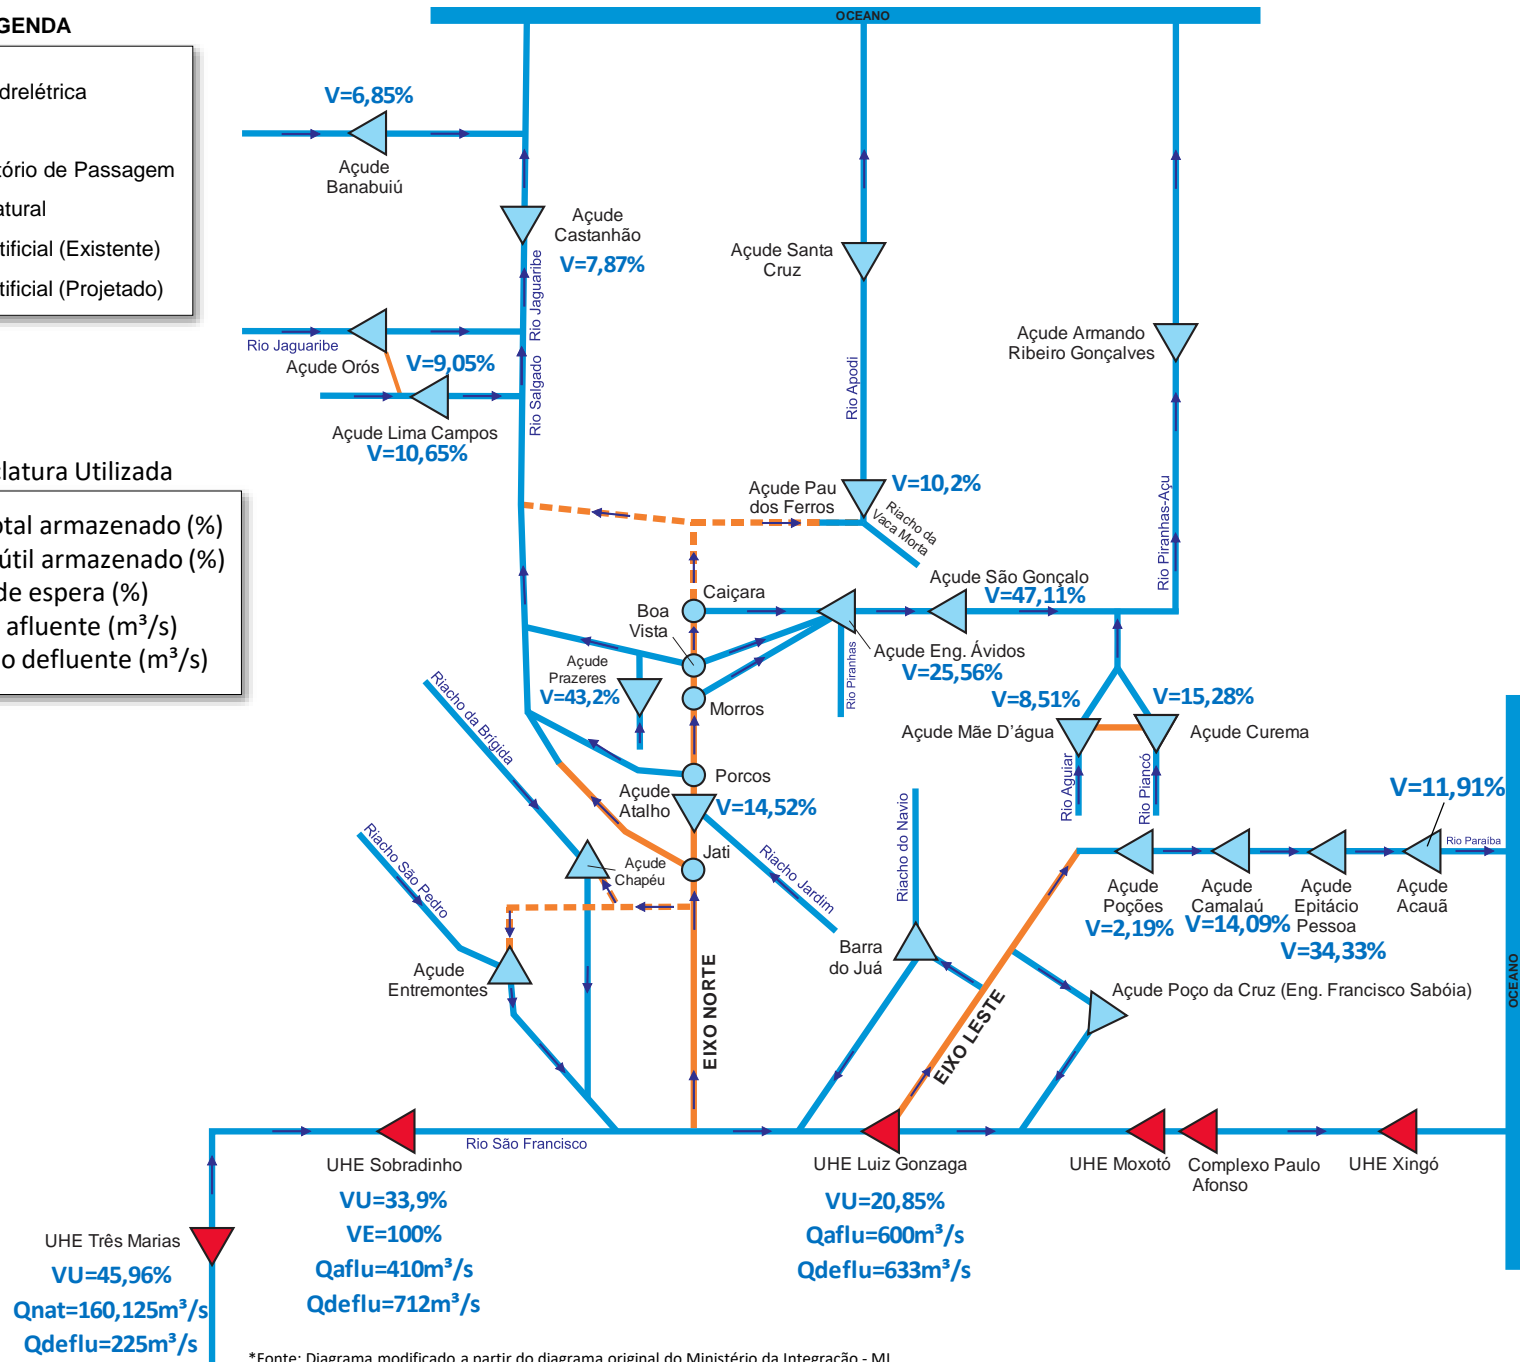 GENDA
drelétrica
tório de Passagem
atural
tificial (Existente)
tificial (Projetado)
clatura Utilizada
otal armazenado (%)
útil armazenado (%)
de espera (%)
afluente (m³/s)
o defluente (m³/s)
OCEANO
V=6,85%
Açude
Banabuiú
Açude
Castanhão
V=7,87%
Rio Jaguaribe
Rio Jaguaribe
Açude Orós
V=9,05%
Rio Salgado
Açude Lima Campos
V=10,65%
Açude Santa
Cruz
Rio Apodi
Açude Armando
Ribeiro Gonçalves
Rio Piranhas-Açu
Açude Pau
dos Ferros
V=10,2%
Riacho da
Vaca Morta
Açude São Gonçalo
V=47,11%
Caiçara
Boa
Vista
Açude Eng. Ávidos
V=25,56%
Rio Piranhas
Açude
Prazeres
V=43,2%
Morros
V=8,51%
V=15,28%
Açude Mãe D'água
Açude Curema
Rio Aguiar
Rio Piancó
Riacho da Brígida
Porcos
Açude
Atalho
V=14,52%
Jati
Riacho Jardim
Riacho do Navio
Açude
Chapéu
Riacho São Pedro
V=11,91%
Rio Paraíba
Açude
Poções
V=2,19%
Açude
Camalaú
V=14,09%
Açude
Epitácio
Pessoa
V=34,33%
Açude
Acauã
Barra
do Juá
Açude
Entremontes
EIXO NORTE
EIXO LESTE
Açude Poço da Cruz (Eng. Francisco Sabóia)
OCEANO
Rio São Francisco
UHE Sobradinho
VU=33,9%
VE=100%
Qaflu=410m³/s
Qdeflu=712m³/s
UHE Luiz Gonzaga
VU=20,85%
Qaflu=600m³/s
Qdeflu=633m³/s
UHE Moxotó
Complexo Paulo
Afonso
UHE Xingó
UHE Três Marias
VU=45,96%
Qnat=160,125m³/s
Qdeflu=225m³/s
*Fonte: Diagrama modificado a partir do diagrama original do Ministério da Integração - MI